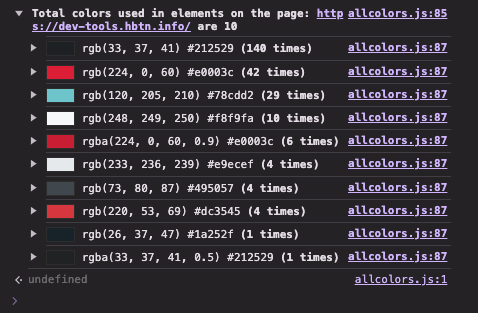 Total colors used in elements on the page: http allcolors.js:85
s://dev-tools.hbtn.info/ are 10
rgb(33, 37, 41) #212529 (140 times) allcolors.js:87
rgb(224, 0, 60) #e0003c (42 times) allcolors.js:87
rgb(120, 205, 210) #78cdd2 (29 times) allcolors.js:87
rgb(248, 249, 250) #f8f9fa (10 times) allcolors.js:87
rgba(224, 0, 60, 0.9) #e0003c (6 times) allcolors.js:87
rgb(233, 236, 239) #e9ecef (4 times) allcolors.js:87
rgb(73, 80, 87) #495057 (4 times) allcolors.js:87
rgb(220, 53, 69) #dc3545 (4 times) allcolors.js:87
rgb(26, 37, 47) #1a252f (1 times) allcolors.js:87
rgba(33, 37, 41, 0.5) #212529 (1 times) allcolors.js:87
undefined allcolors.js:1